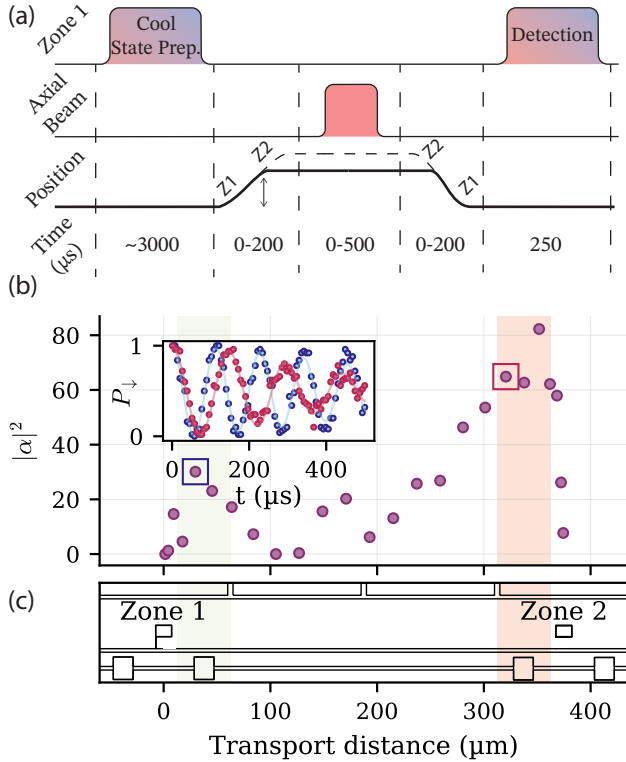 (a)
Zone 1
Cool
State Prep.
Detection
Axial
Beam
Position
Z1
Z2
Z2
Z1
Time
(μs)
~3000
0-200
0-500
0-200
250
(b)
|α|²
80
60
40
20
0
P↓
1
0
0
200
400
t (μs)
(c)
Zone 1
Zone 2
0
100
200
300
400
Transport distance (μm)